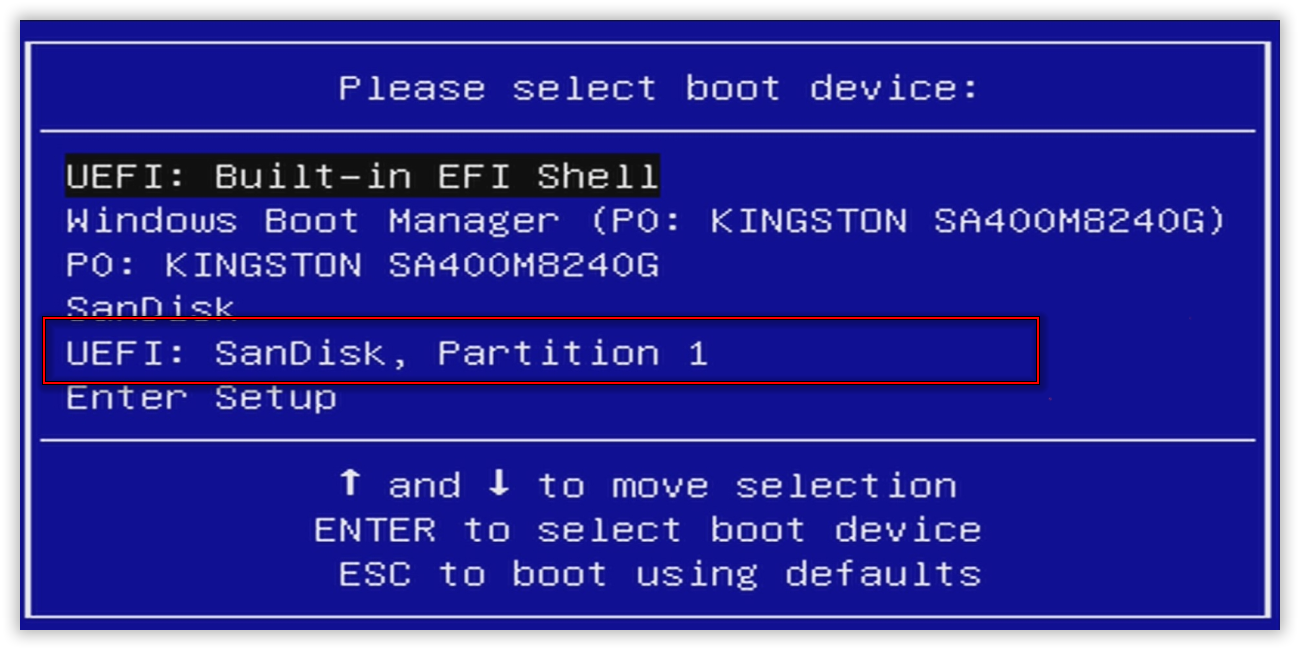 Please select boot device:
UEFI: Built-in EFI Shell
Windows Boot Manager (P0: KINGSTON SA400M8240G)
P0: KINGSTON SA400M8240G
SanDisk
UEFI: SanDisk, Partition 1
Enter Setup
↑ and ↓ to move selection
ENTER to select boot device
ESC to boot using defaults